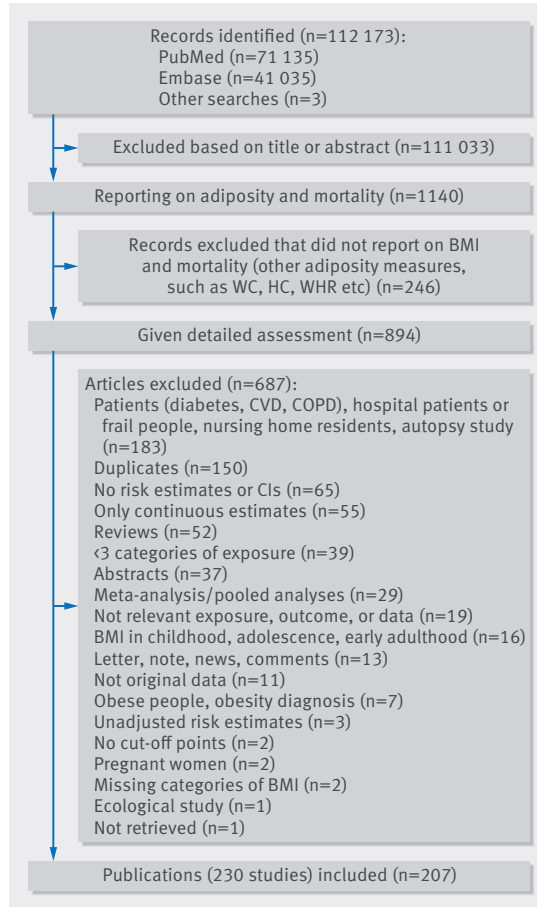 Records identified (n=112 173):
PubMed (n=71 135)
Embase (n=41 035)
Other searches (n=3)
Excluded based on title or abstract (n=111 033)
Reporting on adiposity and mortality (n=1140)
Records excluded that did not report on BMI
and mortality (other adiposity measures,
such as WC, HC, WHR etc) (n=246)
Given detailed assessment (n=894)
Articles excluded (n=687):
Patients (diabetes, CVD, COPD), hospital patients or
frail people, nursing home residents, autopsy study
(n=183)
Duplicates (n=150)
No risk estimates or CIs (n=65)
Only continuous estimates (n=55)
Reviews (n=52)
<3 categories of exposure (n=39)
Abstracts (n=37)
Meta-analysis/pooled analyses (n=29)
Not relevant exposure, outcome, or data (n=19)
BMI in childhood, adolescence, early adulthood (n=16)
Letter, note, news, comments (n=13)
Not original data (n=11)
Obese people, obesity diagnosis (n=7)
Unadjusted risk estimates (n=3)
No cut-off points (n=2)
Pregnant women (n=2)
Missing categories of BMI (n=2)
Ecological study (n=1)
Not retrieved (n=1)
Publications (230 studies) included (n=207)